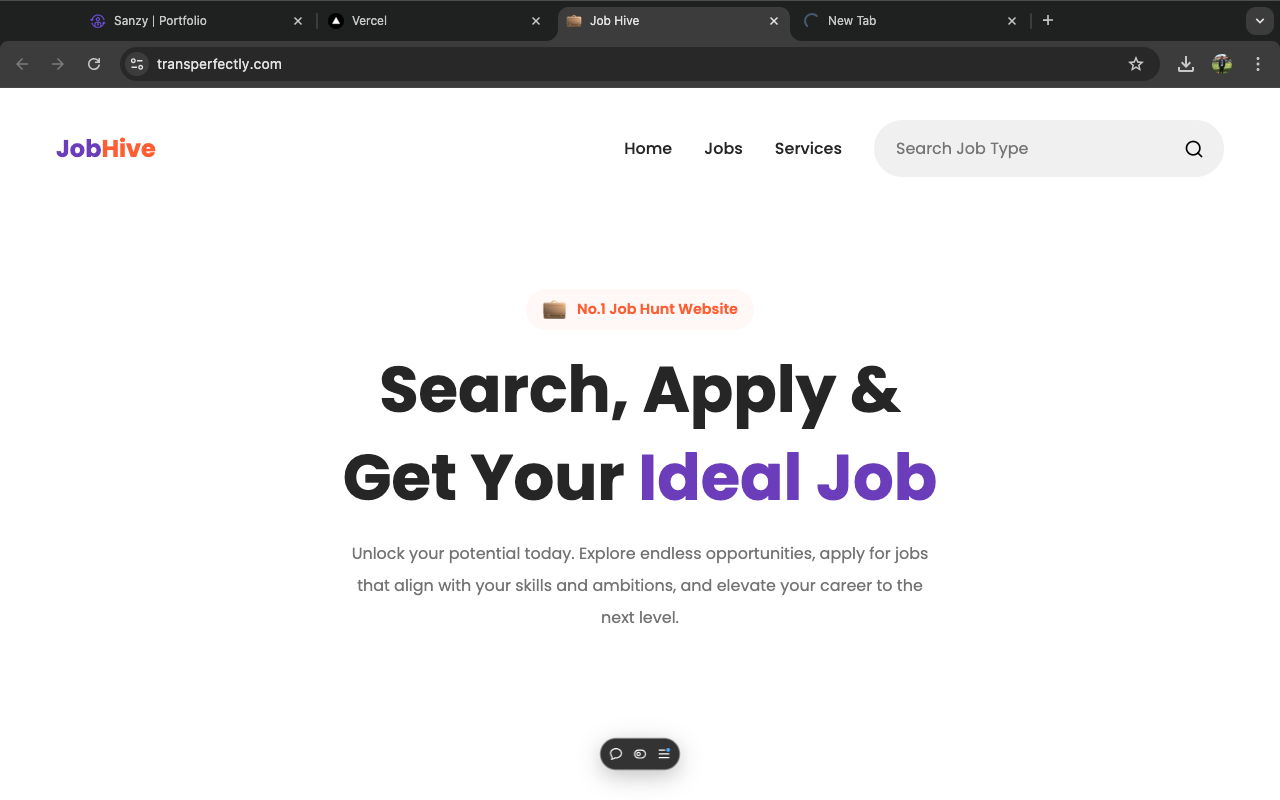 Sanzy | Portfolio
Vercel
Job Hive
New Tab
transperfectly.com
JobHive
Home
Jobs
Services
Search Job Type
No.1 Job Hunt Website
Search, Apply &
Get Your Ideal Job
Unlock your potential today. Explore endless opportunities, apply for jobs
that align with your skills and ambitions, and elevate your career to the
next level.